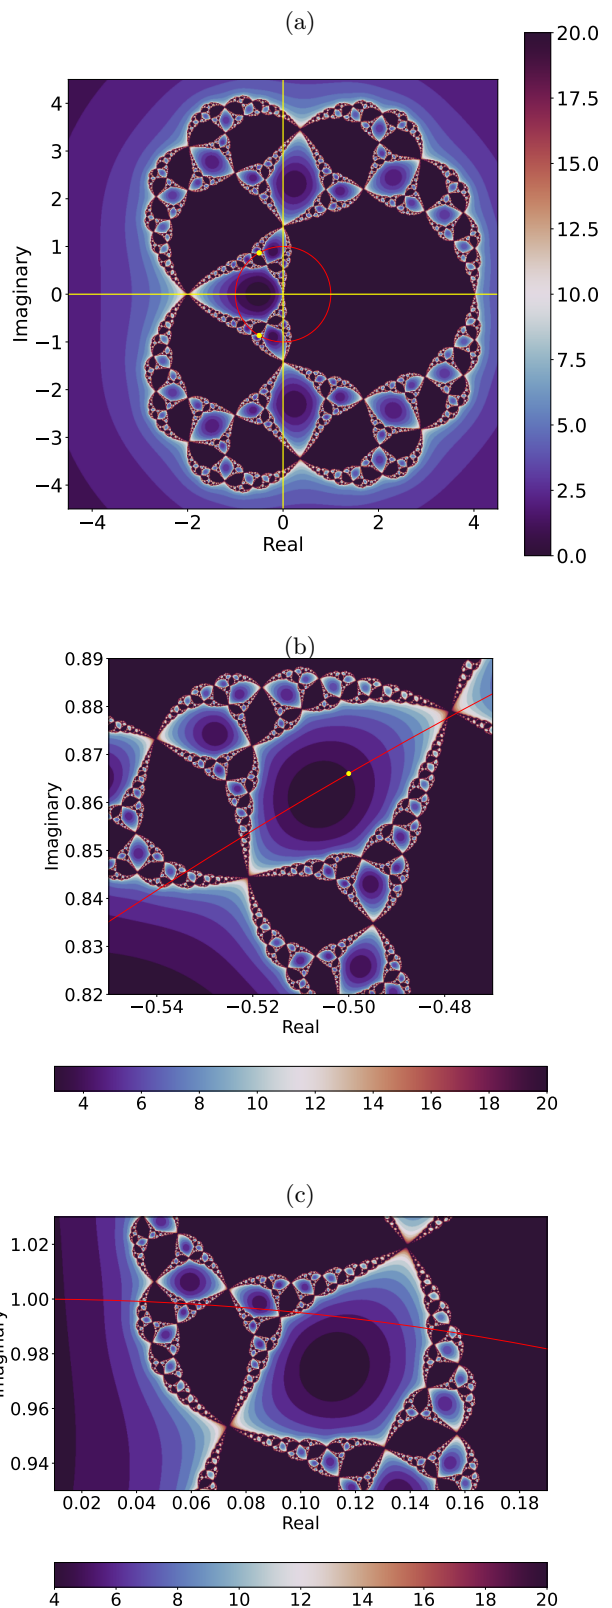 (a)
20.0
17.5
15.0
12.5
10.0
7.5
5.0
2.5
0.0
4
3
2
1
0
−1
−2
−3
−4
Imaginary
−4 −2 0 2 4
Real
(b)
0.89
0.88
0.87
0.86
0.85
0.84
0.83
0.82
Imaginary
−0.54 −0.52 −0.50 −0.48
Real
4 6 8 10 12 14 16 18 20
(c)
1.02
1.00
0.98
0.96
0.94
Imaginary
0.02 0.04 0.06 0.08 0.10 0.12 0.14 0.16 0.18
Real
4 6 8 10 12 14 16 18 20